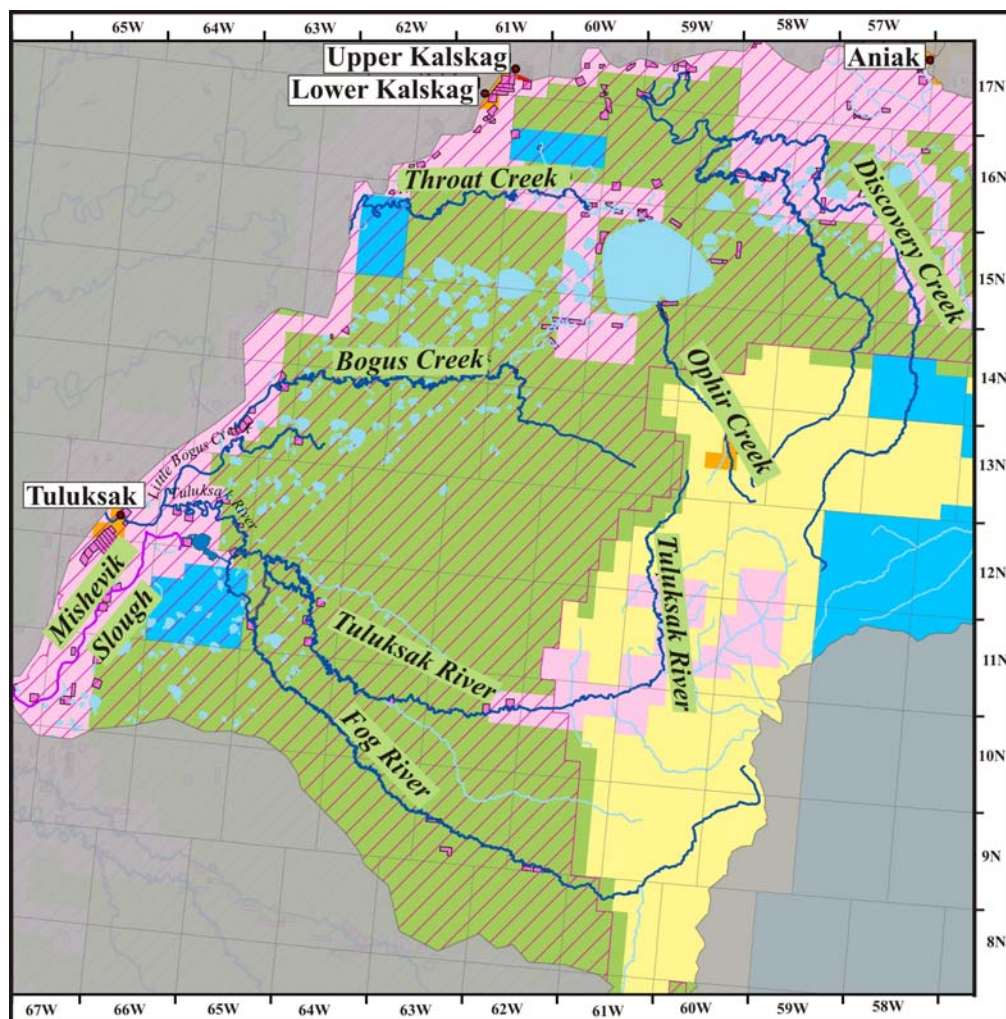 65W 64W 63W 62W 61W 60W 58W 57W
Upper Kalskag
Lower Kalskag
Aniak
17N
16N
15N
14N
13N
12N
11N
10N
9N
8N
Throat Creek
Discovery Creek
Bogus Creek
Ophir Creek
Little Bogus Creek
Tuluksak River
Tuluksak
Mishevik
Slough
Tuluksak River
Tuluksak River
Fog River
67W 66W 65W 64W 63W 62W 61W 60W 59W 58W